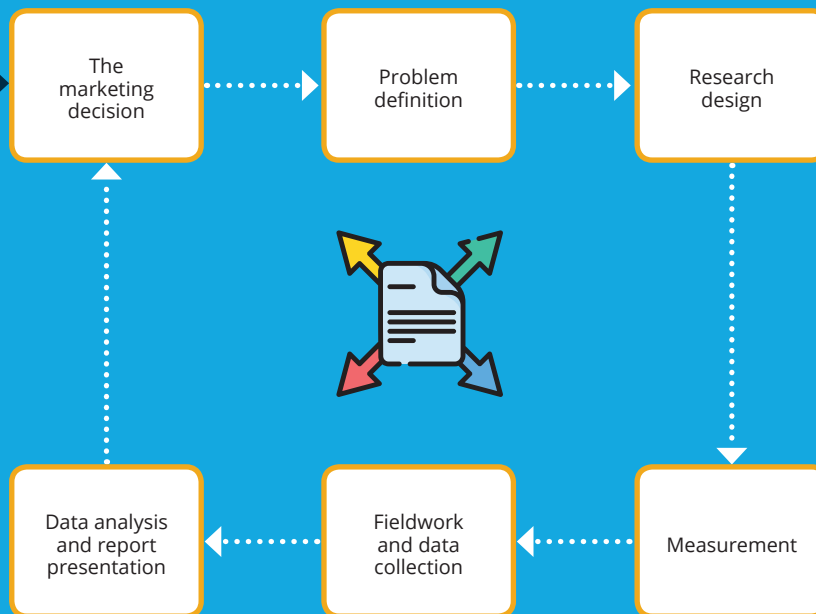 The
marketing
decision
Problem
definition
Research
design
Data analysis
and report
presentation
Fieldwork
and data
collection
Measurement